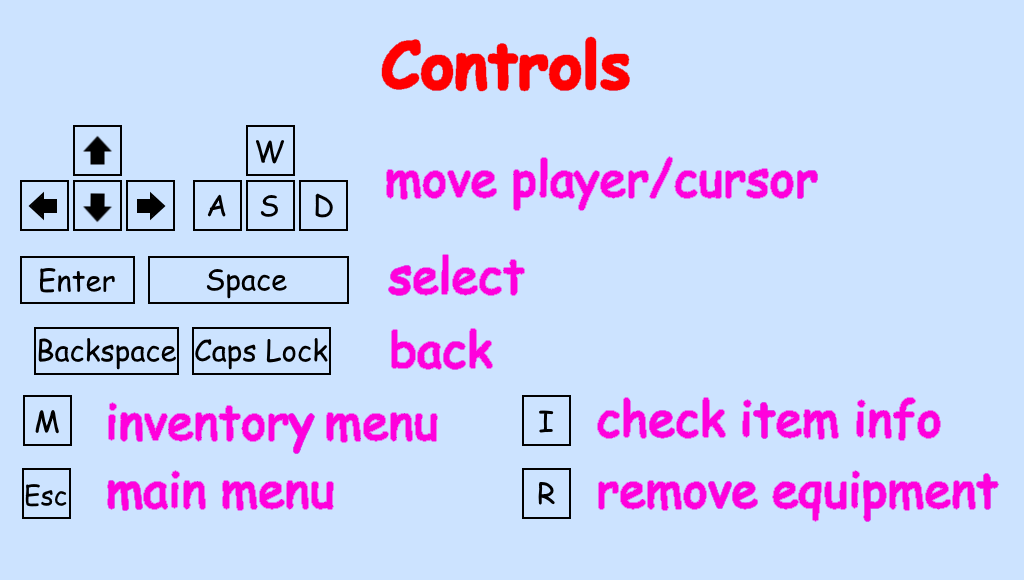 Controls
W
A S D
move player/cursor
Enter Space
select
Backspace Caps Lock
back
M inventory menu
I check item info
Esc main menu
R remove equipment